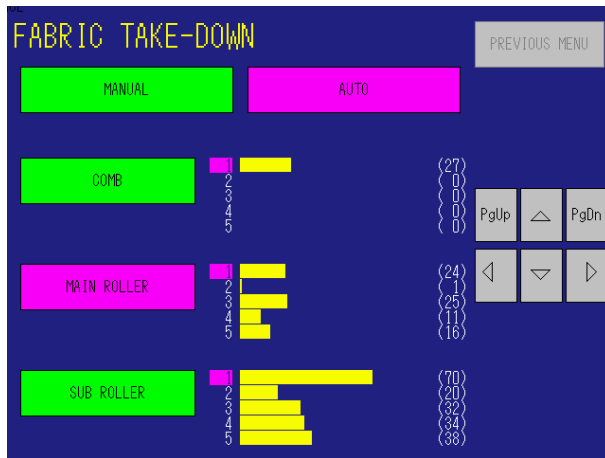 FABRIC TAKE-DOWN
PREVIOUS MENU
MANUAL
AUTO
COMB
1 (27)
2 ( 0)
3 ( 0)
4 ( 0)
5 ( 0)
PgUp
PgDn
MAIN ROLLER
1 (24)
2 ( 1)
3 (25)
4 (11)
5 (16)
SUB ROLLER
1 (70)
2 (20)
3 (32)
4 (34)
5 (38)